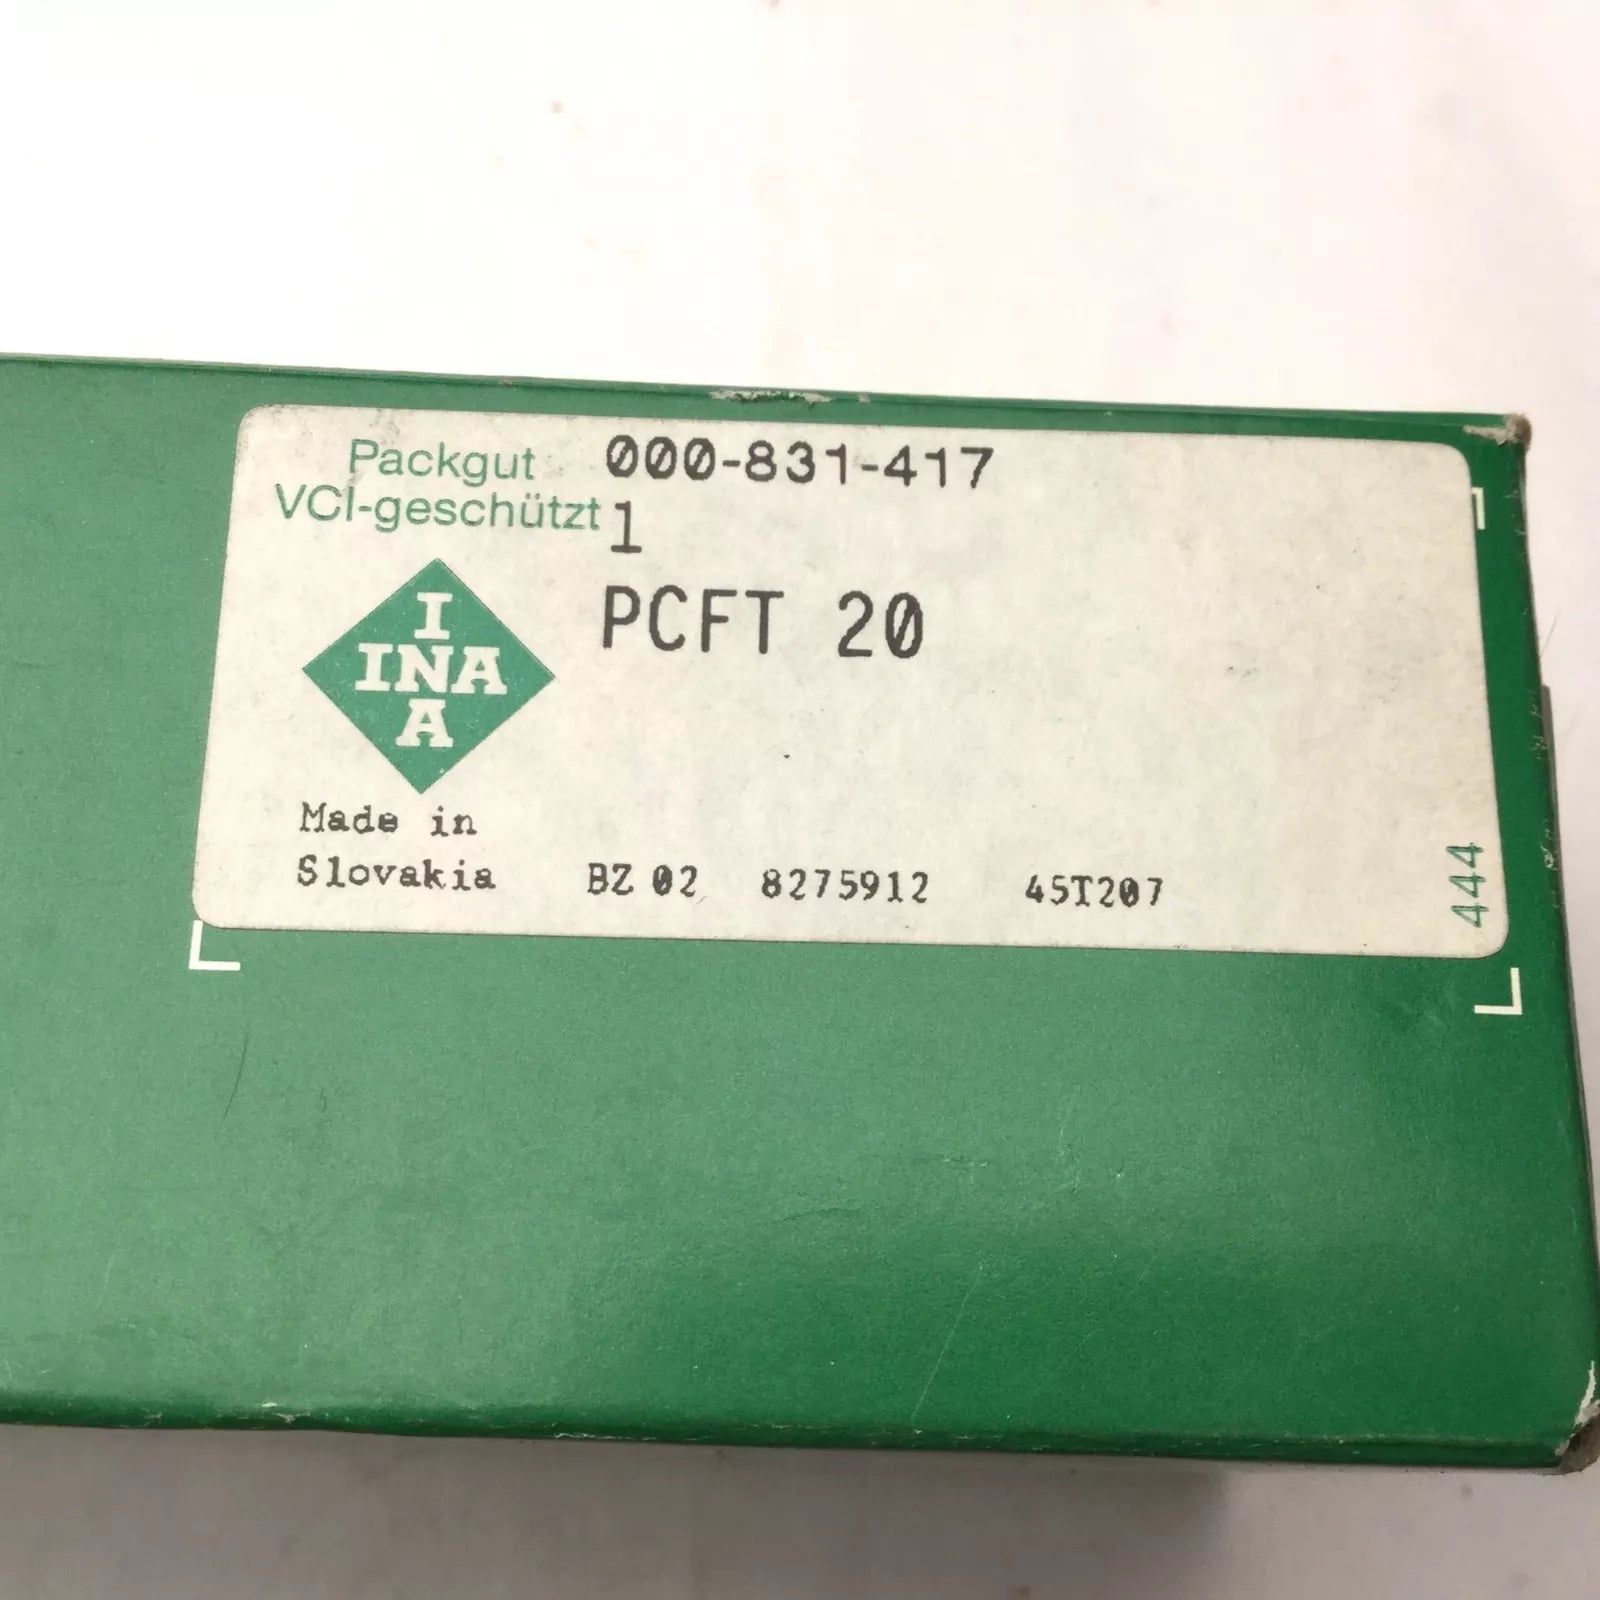 Packgut 000-831-417
VCI-geschützt 1
PCFT 20
I
INA
A
Made in
Slovakia BZ 02 8275912 45T207
444